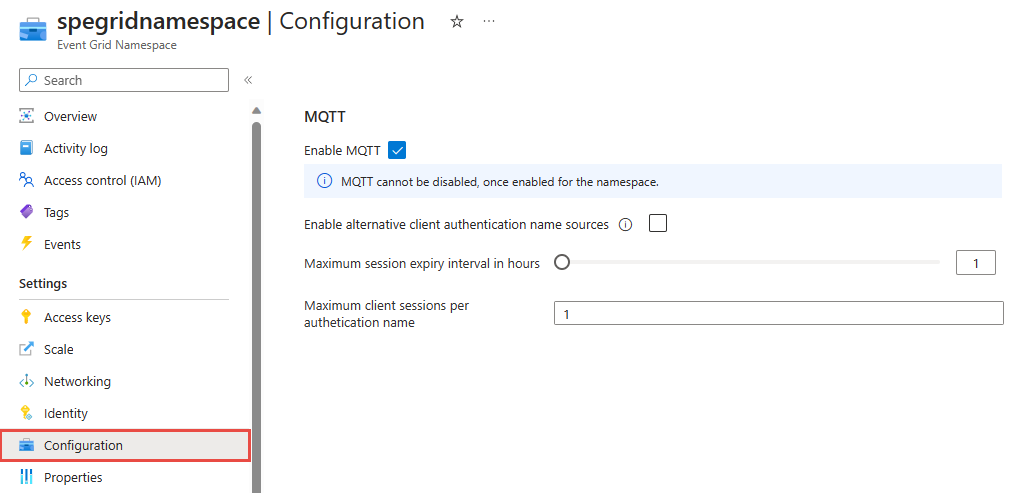 spegridnamespace | Configuration
Event Grid Namespace
Search
Overview
Activity log
Access control (IAM)
Tags
Events
Settings
Access keys
Scale
Networking
Identity
Configuration
Properties
MQTT
Enable MQTT
MQTT cannot be disabled, once enabled for the namespace.
Enable alternative client authentication name sources
Maximum session expiry interval in hours 1
Maximum client sessions per
authetication name
1